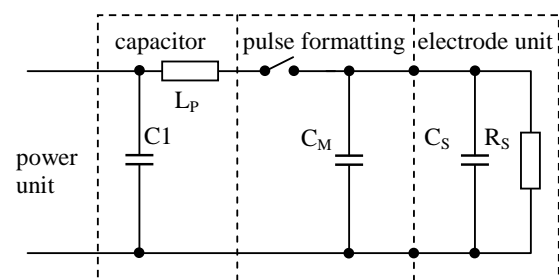 capacitor pulse formatting electrode unit
L_P
C1 C_M C_S R_S
power
unit